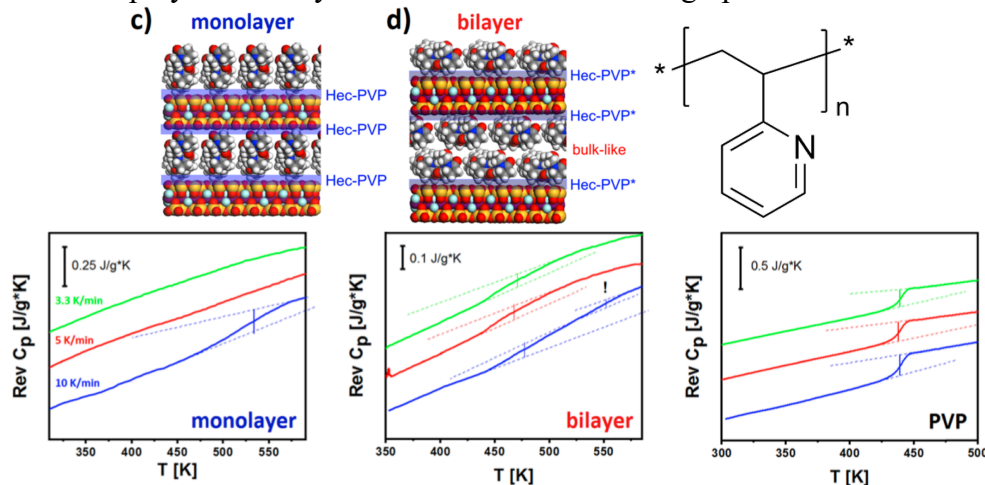 c) monolayer
Hec-PVP
Hec-PVP
Hec-PVP
d) bilayer
Hec-PVP*
Hec-PVP*
bulk-like
Hec-PVP*
* [ ]n *
N
Rev Cp [J/g*K]
0.25 J/g*K
3.3 K/min
5 K/min
10 K/min
monolayer
350 400 450 500 550
T [K]
Rev Cp [J/g*K]
0.1 J/g*K
!
bilayer
350 400 450 500 550
T [K]
Rev Cp [J/g*K]
0.5 J/g*K
PVP
300 350 400 450 500
T [K]